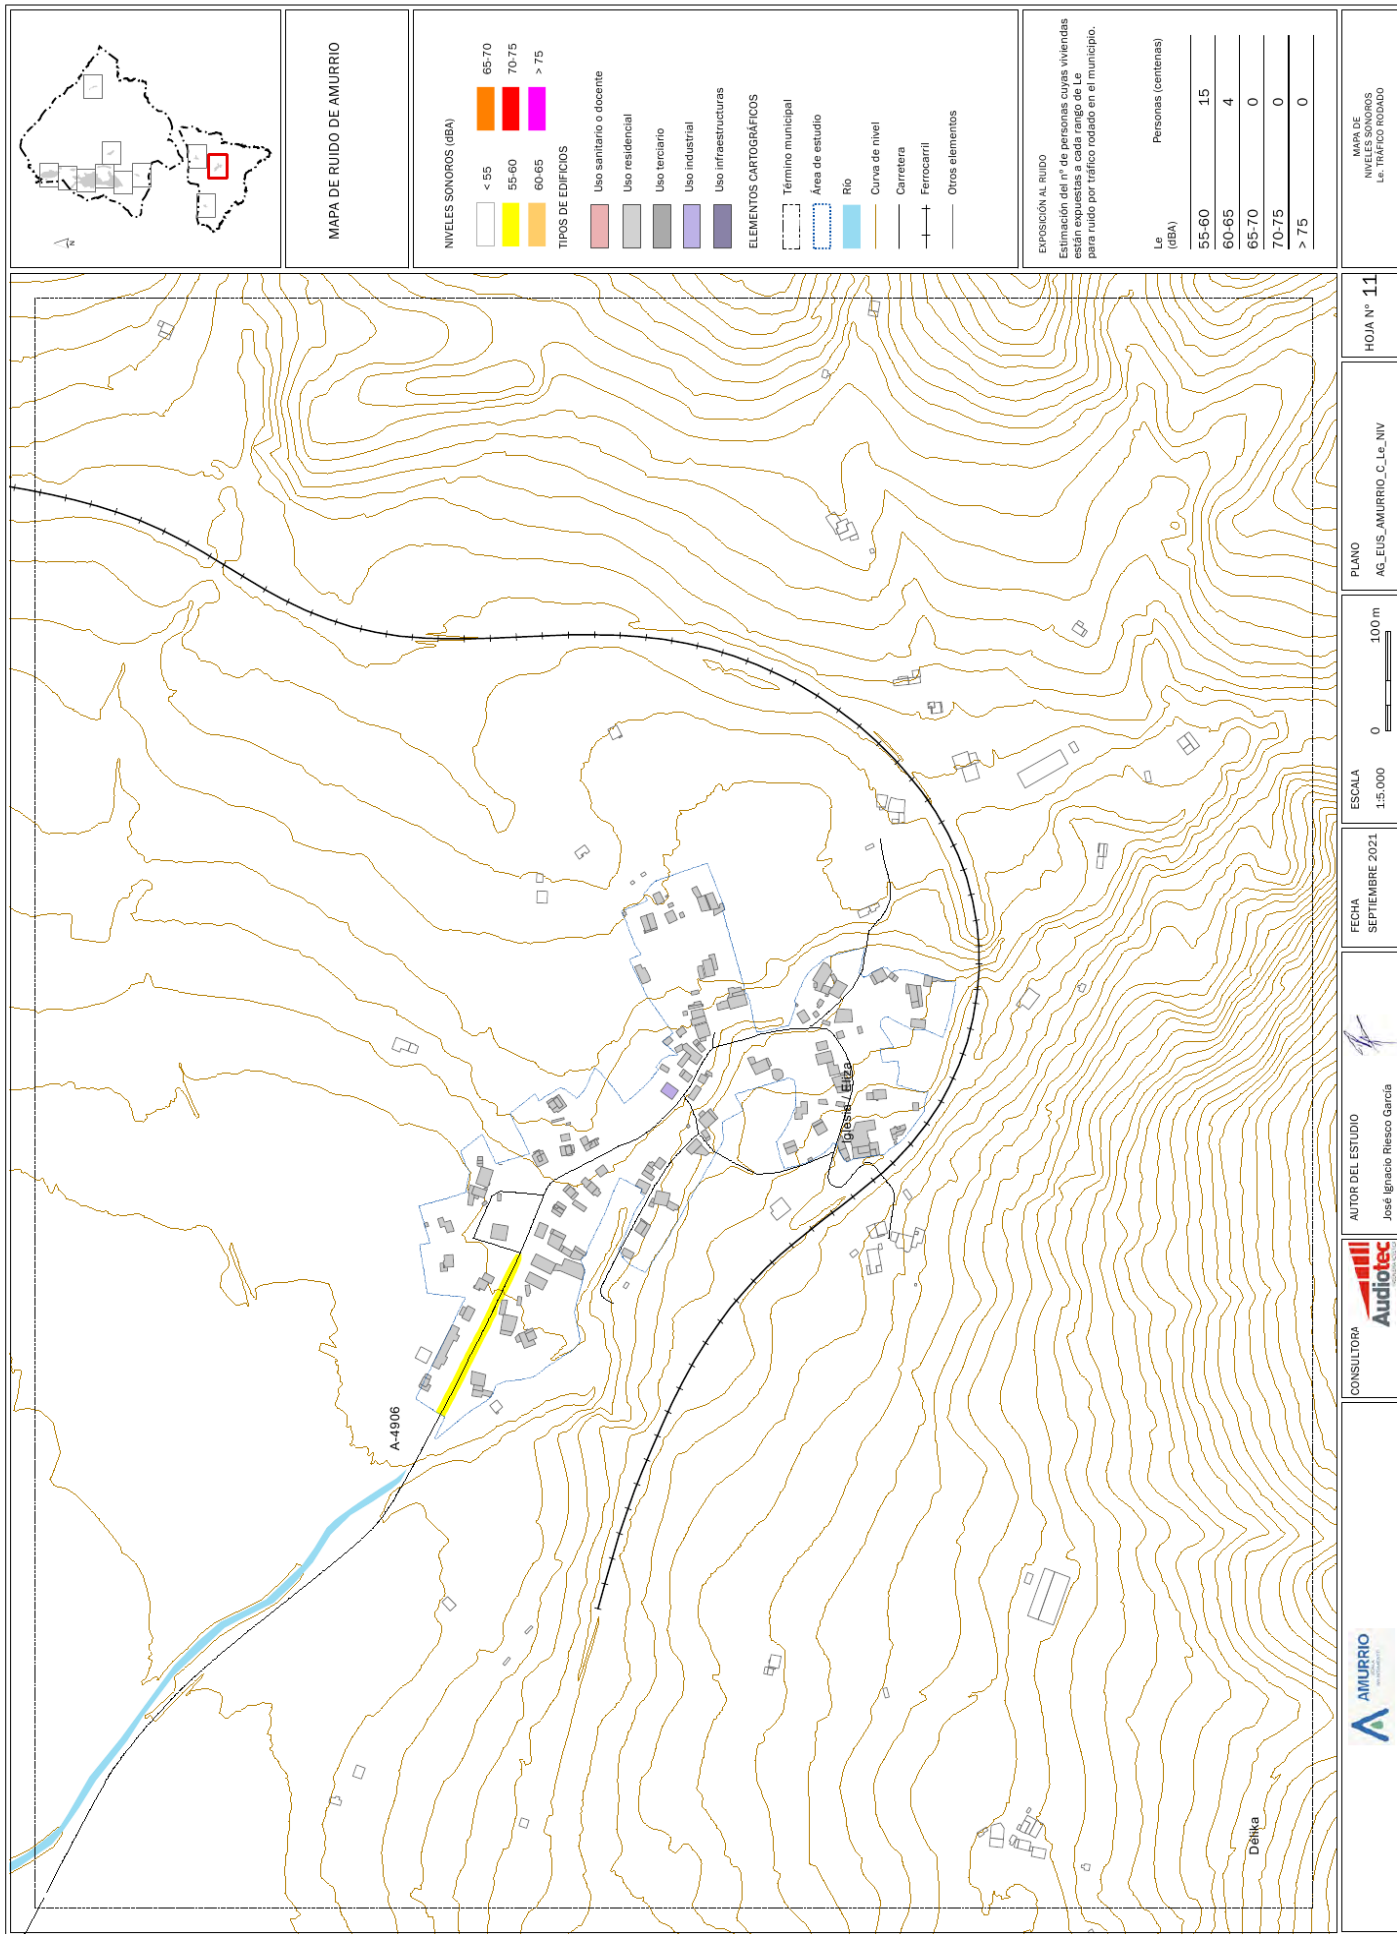 N
MAPA DE RUIDO DE AMURRIO
NIVELES SONOROS (dBA)
< 55
55-60
60-65
65-70
70-75
> 75
TIPOS DE EDIFICIOS
Uso sanitario o docente
Uso residencial
Uso terciario
Uso industrial
Uso infraestructuras
ELEMENTOS CARTOGRÁFICOS
Término municipal
Área de estudio
Río
Curva de nivel
Carretera
Ferrocarril
Otros elementos
EXPOSICIÓN AL RUIDO
Estimación del nº de personas cuyas viviendas
están expuestas a cada rango de Le
para ruido por tráfico rodado en el municipio.
Le Personas (centenas)
(dBA)
55-60 15
60-65 4
65-70 0
70-75 0
> 75 0
MAPA DE
NIVELES SONOROS
Le. TRÁFICO RODADO
A-4906
Iglesia / Eliza
Délika
AMURRIO
CONSULTORA
Audiotec
AUTOR DEL ESTUDIO
José Ignacio Riesco García
FECHA
SEPTIEMBRE 2021
ESCALA
1:5.000
0 100 m
PLANO
AG_EUS_AMURRIO_C_Le_NIV
HOJA Nº 11